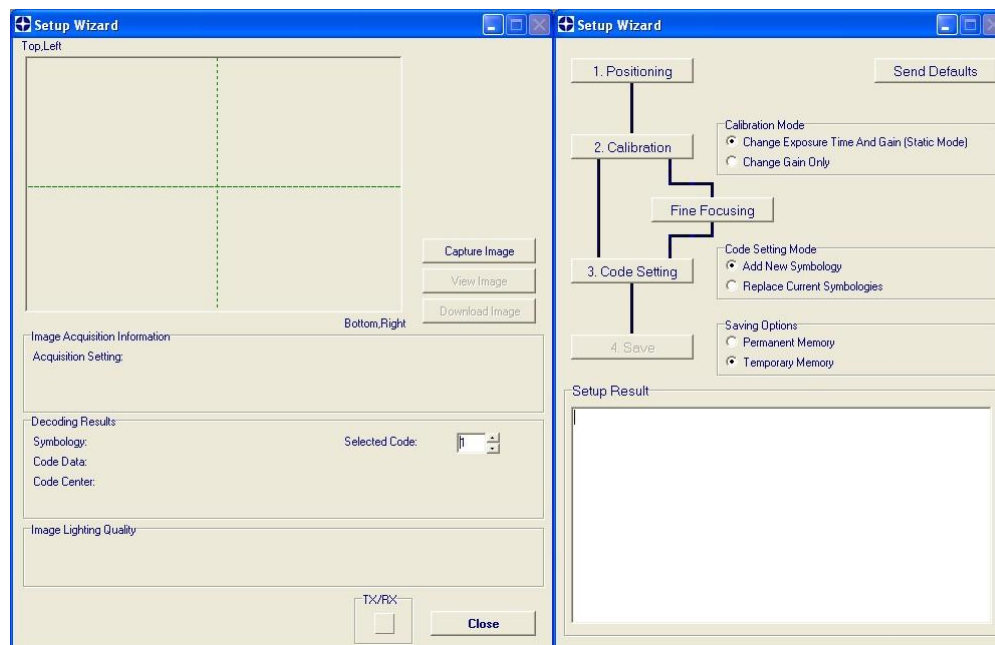 Setup Wizard
Top,Left
Capture Image
View Image
Download Image
Bottom,Right
Image Acquisition Information
Acquisition Setting:
Decoding Results
Symbology:
Selected Code:
1
Code Data:
Code Center:
Image Lighting Quality
TX/RX
Close
Setup Wizard
1. Positioning
Send Defaults
2. Calibration
Calibration Mode
Change Exposure Time And Gain (Static Mode)
Change Gain Only
Fine Focusing
3. Code Setting
Code Setting Mode
Add New Symbology
Replace Current Symbologies
4. Save
Saving Options
Permanent Memory
Temporary Memory
Setup Result